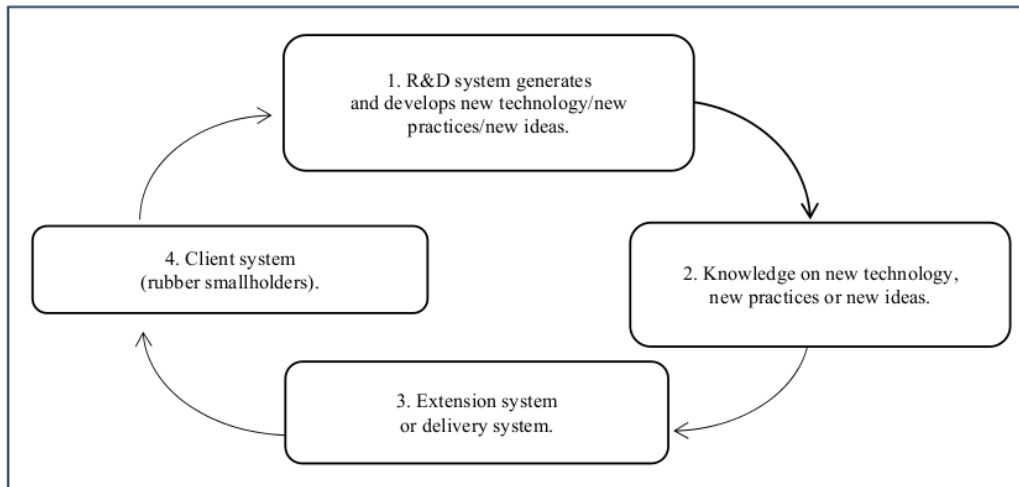 1. R&D system generates
and develops new technology/new
practices/new ideas.
2. Knowledge on new technology,
new practices or new ideas.
3. Extension system
or delivery system.
4. Client system
(rubber smallholders).